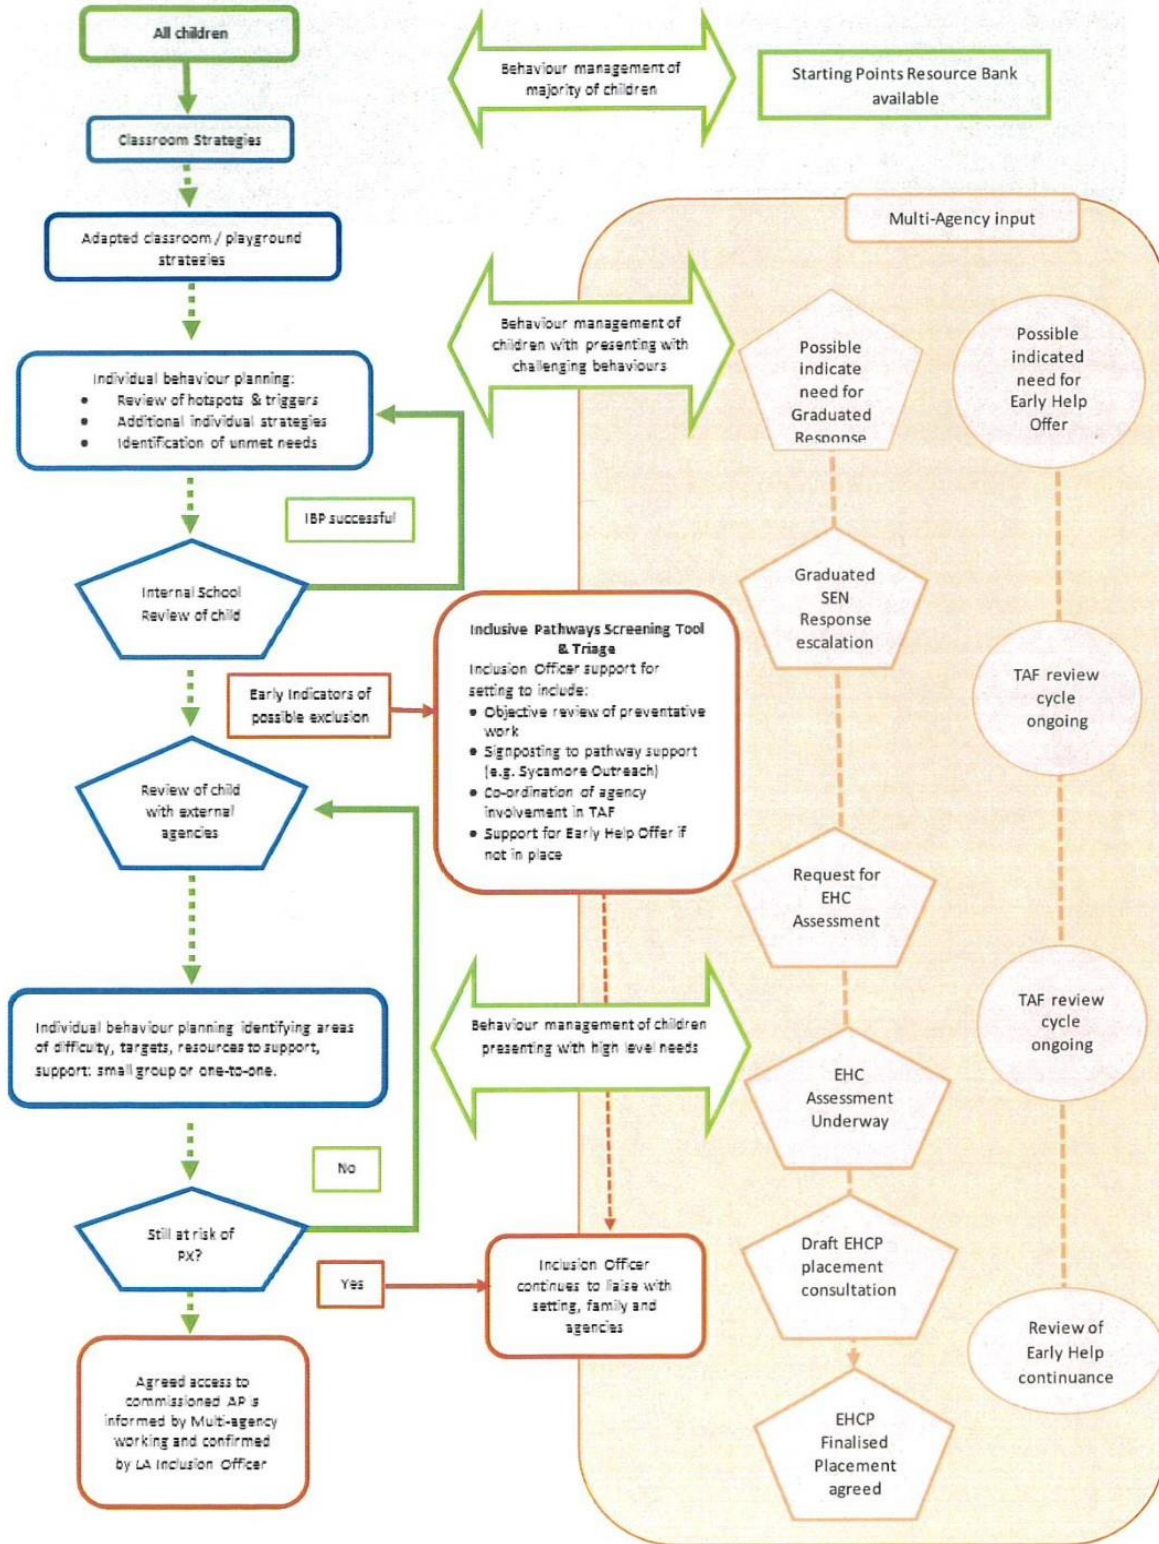 All children
Behaviour management of
majority of children
Starting Points Resource Bank
available
Classroom Strategies
Adapted classroom / playground
strategies
Multi-Agency input
Individual behaviour planning:
• Review of hotspots & triggers
• Additional individual strategies
• Identification of unmet needs
Behaviour management of
children with presenting with
challenging behaviours
Possible
indicate
need for
Graduated
Response
Possible
indicated
need for
Early Help
Offer
IBP successful
Internal School
Review of child
Graduated
SEN
Response
escalation
Early Indicators of
possible exclusion
Inclusive Pathways Screening Tool
& Triage
Inclusion Officer support for
setting to include:
• Objective review of preventative
work
• Signposting to pathway support
(e.g. Sycamore Outreach)
• Co-ordination of agency
involvement in TAF
• Support for Early Help Offer if
not in place
TAF review
cycle
ongoing
Review of child
with external
agencies
Request for
EHC
Assessment
Individual behaviour planning identifying areas
of difficulty, targets, resources to support,
support: small group or one-to-one.
Behaviour management of children
presenting with high level needs
TAF review
cycle
ongoing
EHC
Assessment
Underway
No
Still at risk of
PX?
Yes
Inclusion Officer
continues to liaise with
setting, family and
agencies
Draft EHCP
placement
consultation
Review of
Early Help
continuance
Agreed access to
commissioned AP is
informed by Multi-agency
working and confirmed
by LA Inclusion Officer
EHCP
Finalised
Placement
agreed